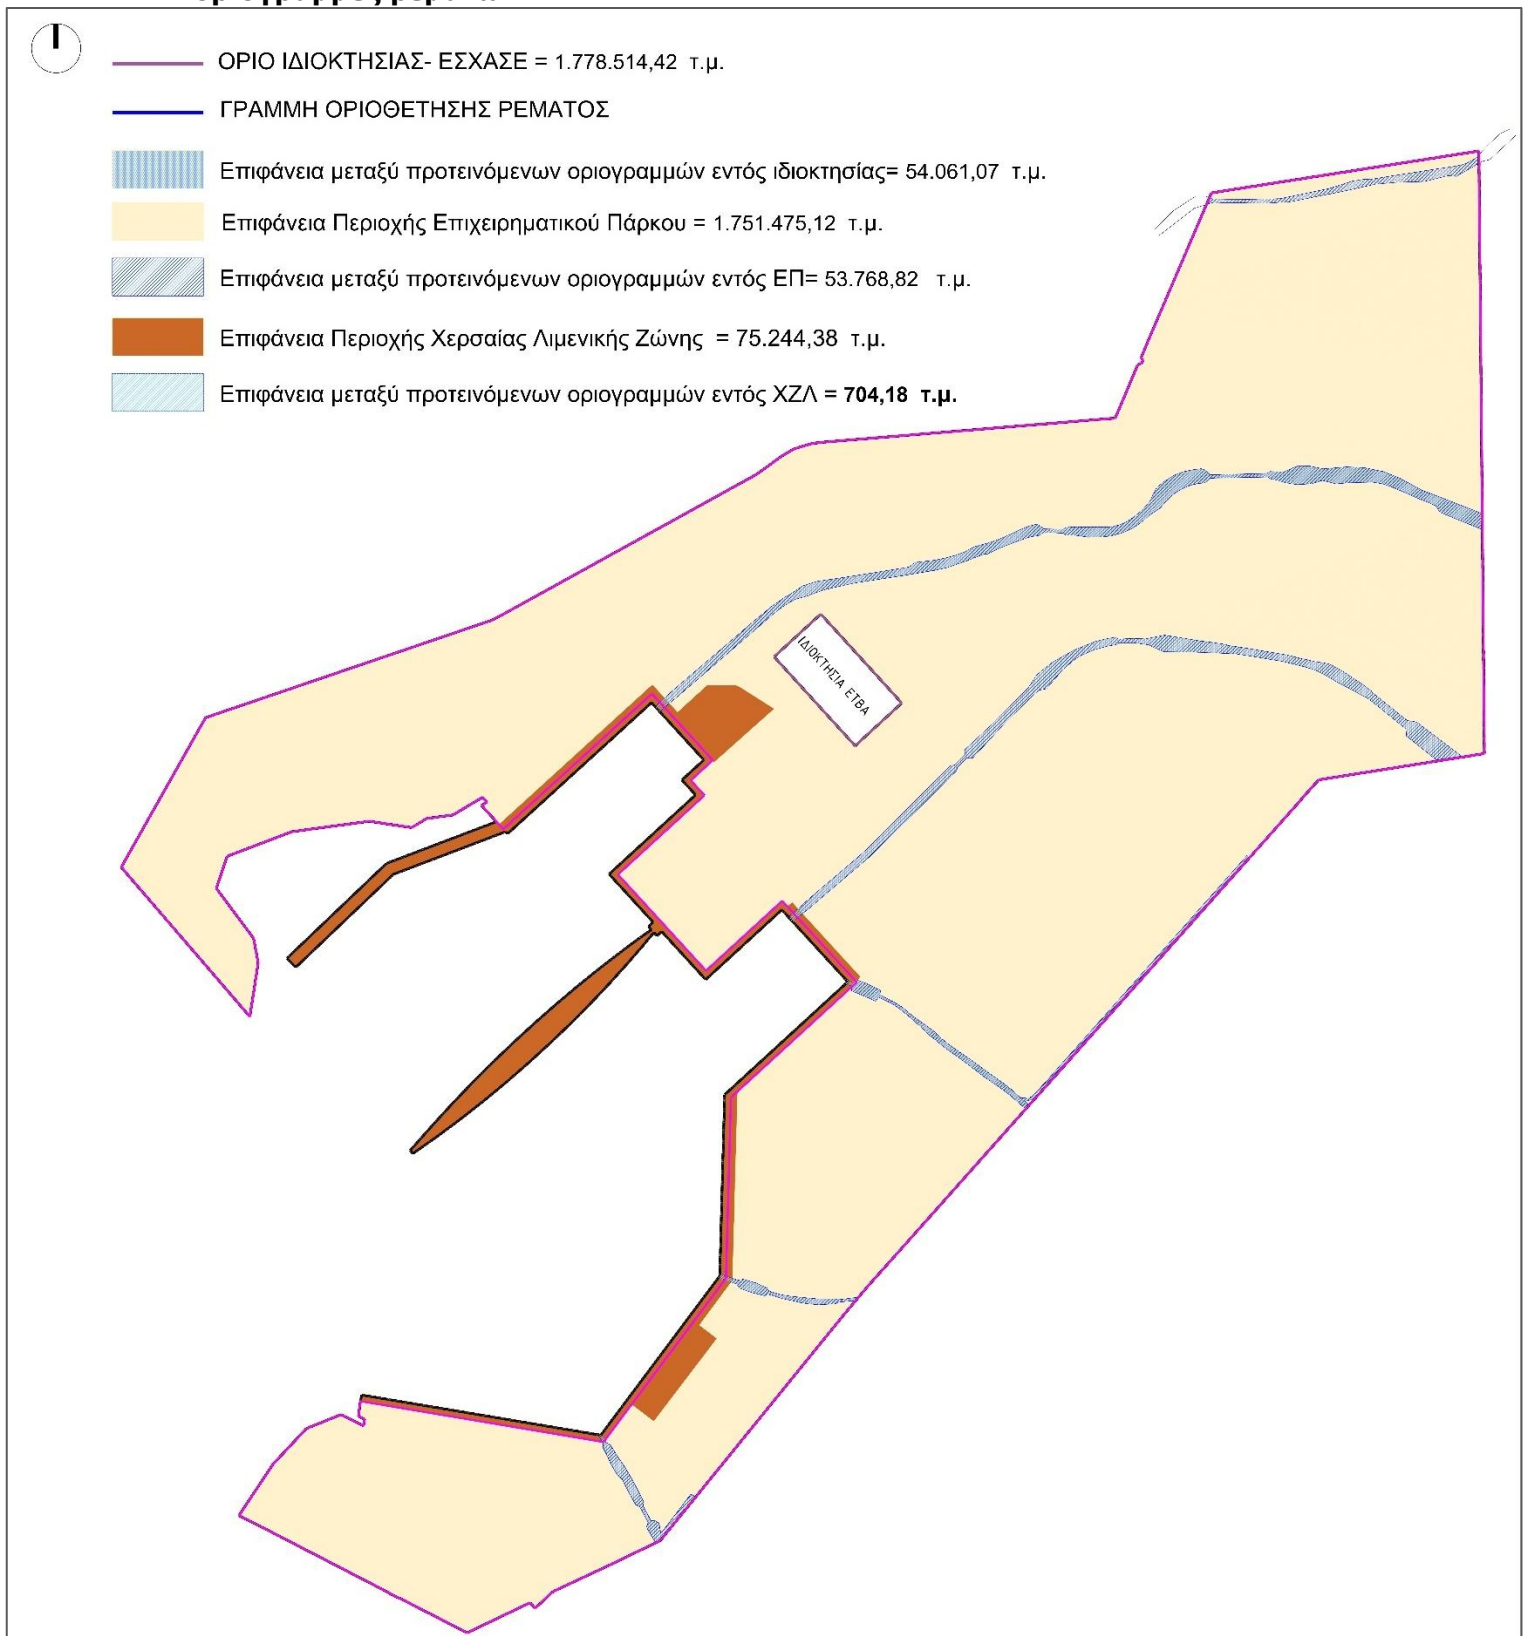 ΟΡΙΟ ΙΔΙΟΚΤΗΣΙΑΣ- ΕΣΧΑΣΕ = 1.778.514,42 τ.μ.
ΓΡΑΜΜΗ ΟΡΙΟΘΕΤΗΣΗΣ ΡΕΜΑΤΟΣ
Επιφάνεια μεταξύ προτεινόμενων οριογραμμών εντός ιδιοκτησίας= 54.061,07 τ.μ.
Επιφάνεια Περιοχής Επιχειρηματικού Πάρκου = 1.751.475,12 τ.μ.
Επιφάνεια μεταξύ προτεινόμενων οριογραμμών εντός ΕΠ= 53.768,82 τ.μ.
Επιφάνεια Περιοχής Χερσαίας Λιμενικής Ζώνης = 75.244,38 τ.μ.
Επιφάνεια μεταξύ προτεινόμενων οριογραμμών εντός ΧΖΛ = 704,18 τ.μ.
ΙΔΙΟΚΤΗΣΙΑ ΕΤΒΑ